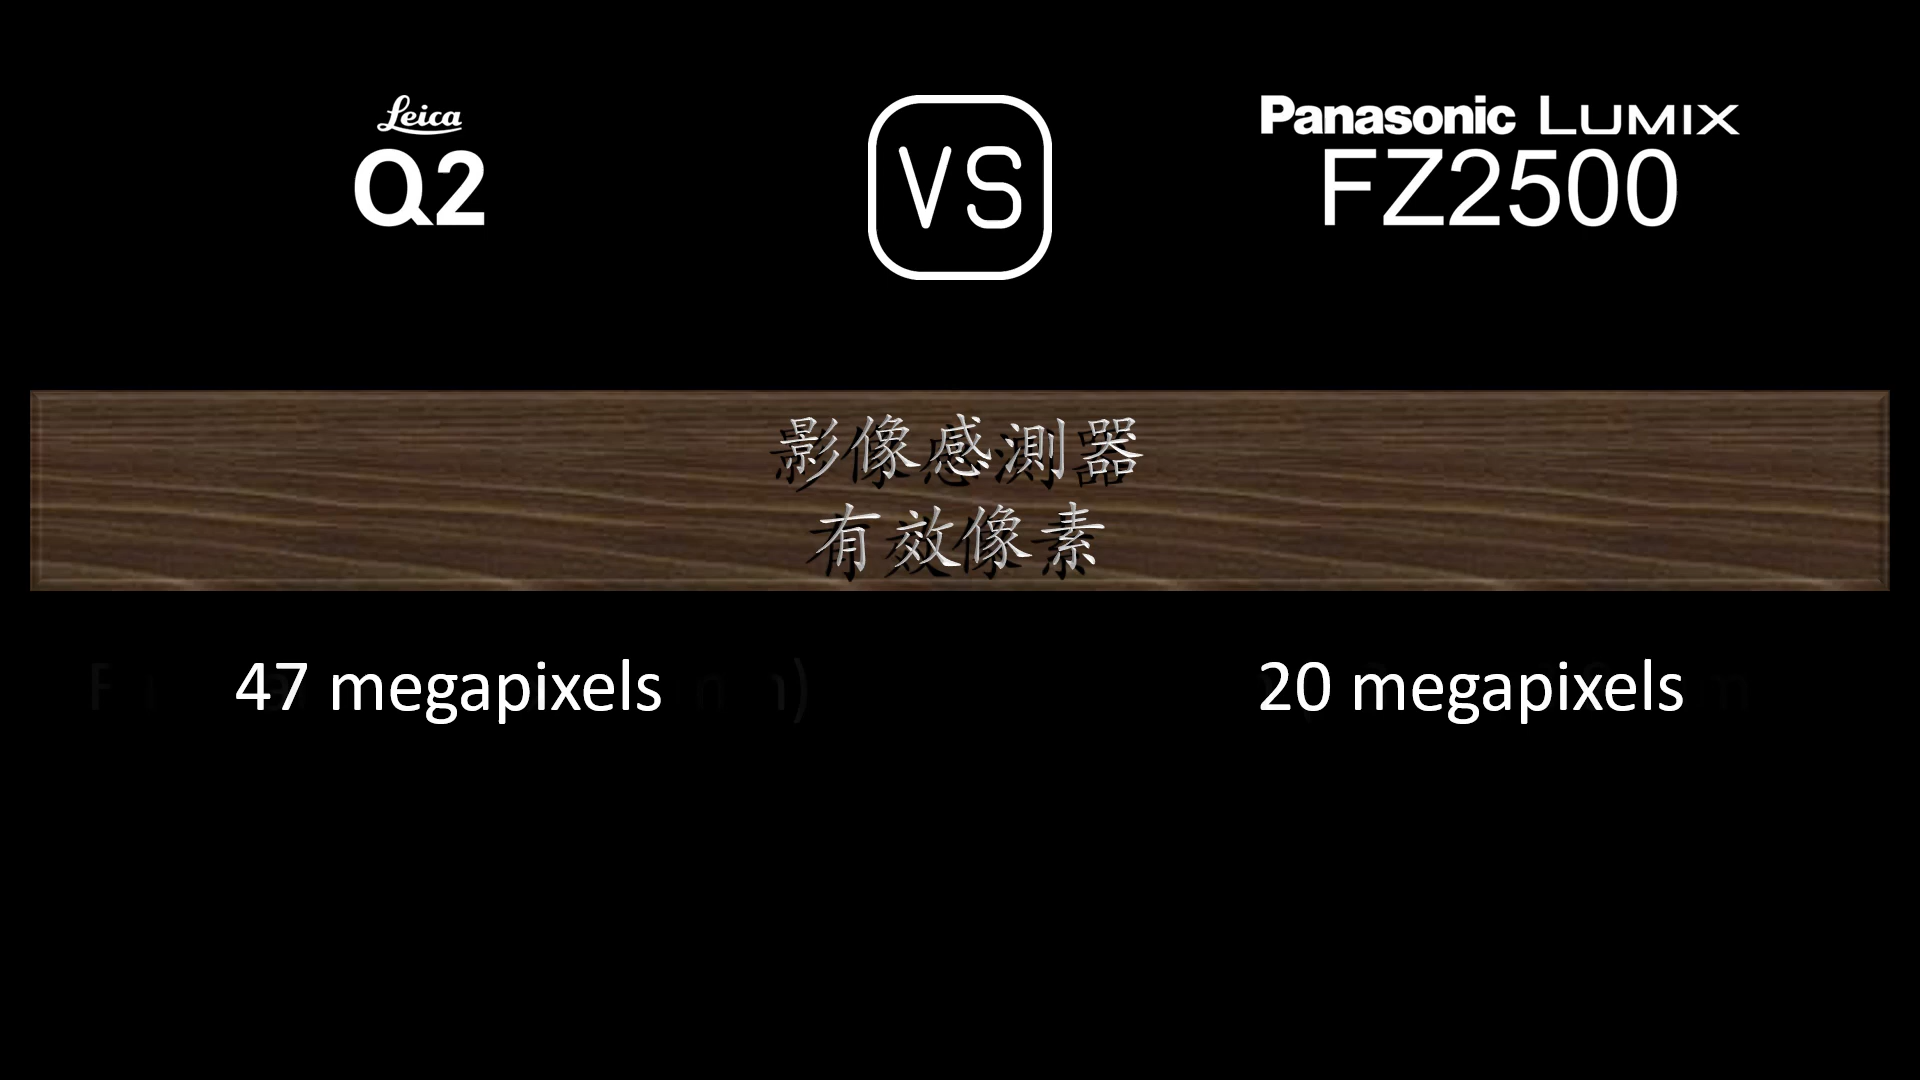 Leica
Q2
VS
Panasonic LUMIX
FZ2500
影像感測器
有效像素
47 megapixels
20 megapixels